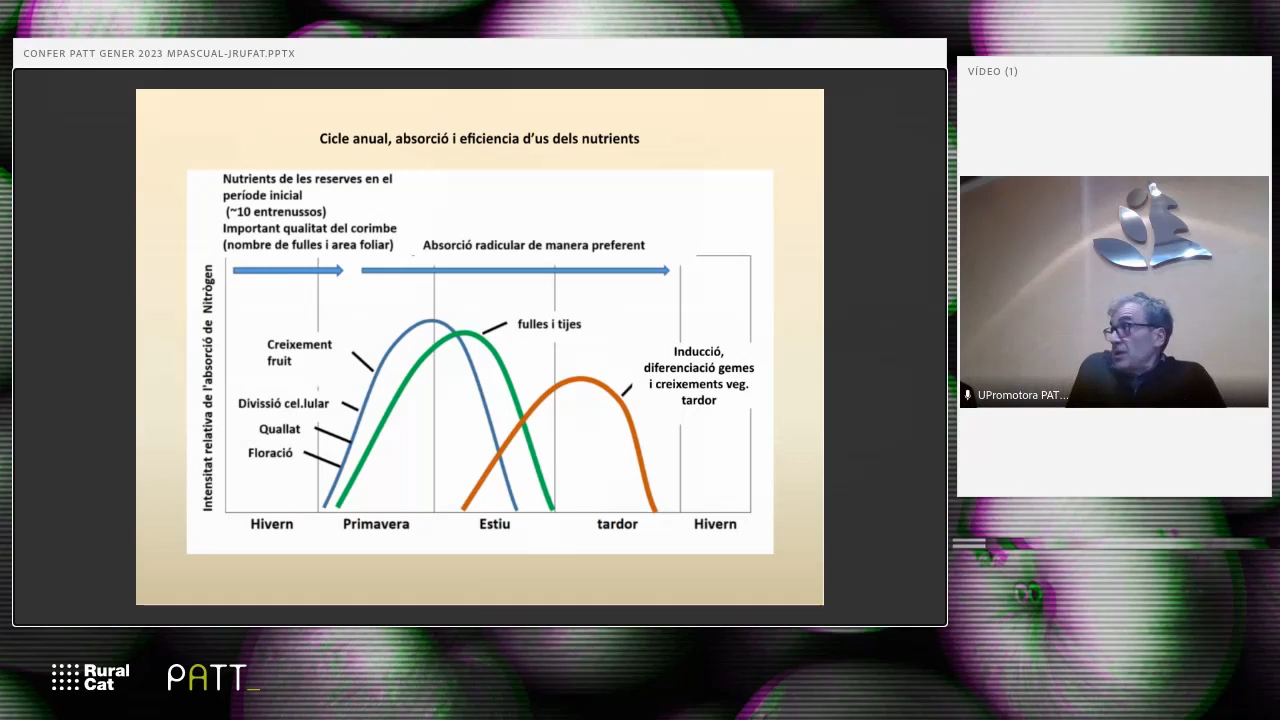 CONFER PATT GENER 2023 MPASCUAL-JRUFAT.PPTX
VÍDEO (1)
Cicle anual, absorció i eficiencia d'us dels nutrients
Nutrients de les reserves en el
període inicial
(~10 entrenussos)
Important qualitat del corimbe
(nombre de fulles i area foliar)
Absorció radicular de manera preferent
Intensitat relativa de l'absorció de Nitrògen
fulles i tijes
Creixement
fruit
Inducció,
diferenciació gemes
i creixements veg.
tardor
Divissió cel.lular
Quallat
Floració
Hivern
Primavera
Estiu
tardor
Hivern
UPromotora PAT...
Rural
Cat
PATT_